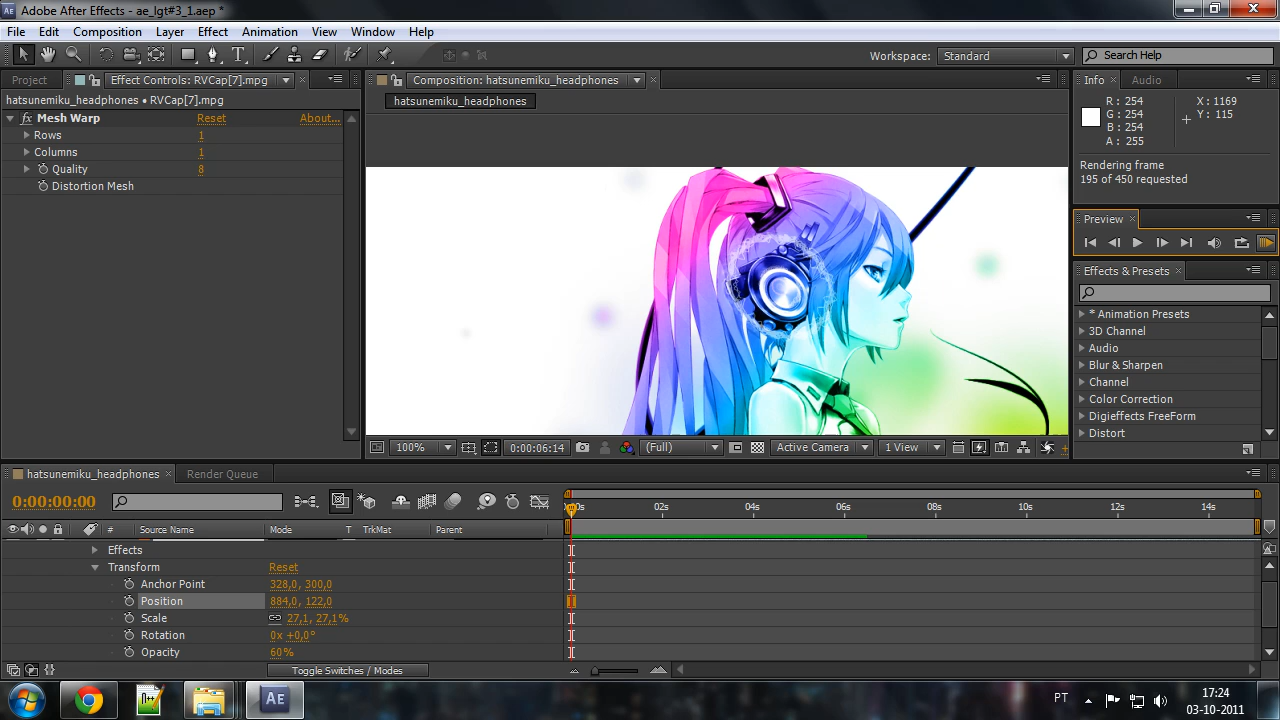 Adobe After Effects - ae_lgt#3_1.aep *
File Edit Composition Layer Effect Animation View Window Help
Workspace: Standard Search Help
Project Effect Controls: RVCap[7].mpg
hatsunemiku_headphones • RVCap[7].mpg
fx Mesh Warp Reset About...
Rows 1
Columns 1
Quality 8
Distortion Mesh
Composition: hatsunemiku_headphones
hatsunemiku_headphones
100% 0:00:06:14 (Full) Active Camera 1 View
Info Audio
R : 254 X : 1169
G : 254 Y : 115
B : 254
A : 255
Rendering frame
195 of 450 requested
Preview
Effects & Presets
* Animation Presets
3D Channel
Audio
Blur & Sharpen
Channel
Color Correction
Digieffects FreeForm
Distort
hatsunemiku_headphones Render Queue
0:00:00:00
# Source Name Mode T TrkMat Parent
02s 04s 06s 08s 10s 12s 14s
Effects
Transform Reset
Anchor Point 328,0, 300,0
Position 884,0, 122,0
Scale 27,1, 27,1%
Rotation 0x +0,0°
Opacity 60%
Toggle Switches / Modes
AE PT 17:24
03-10-2011